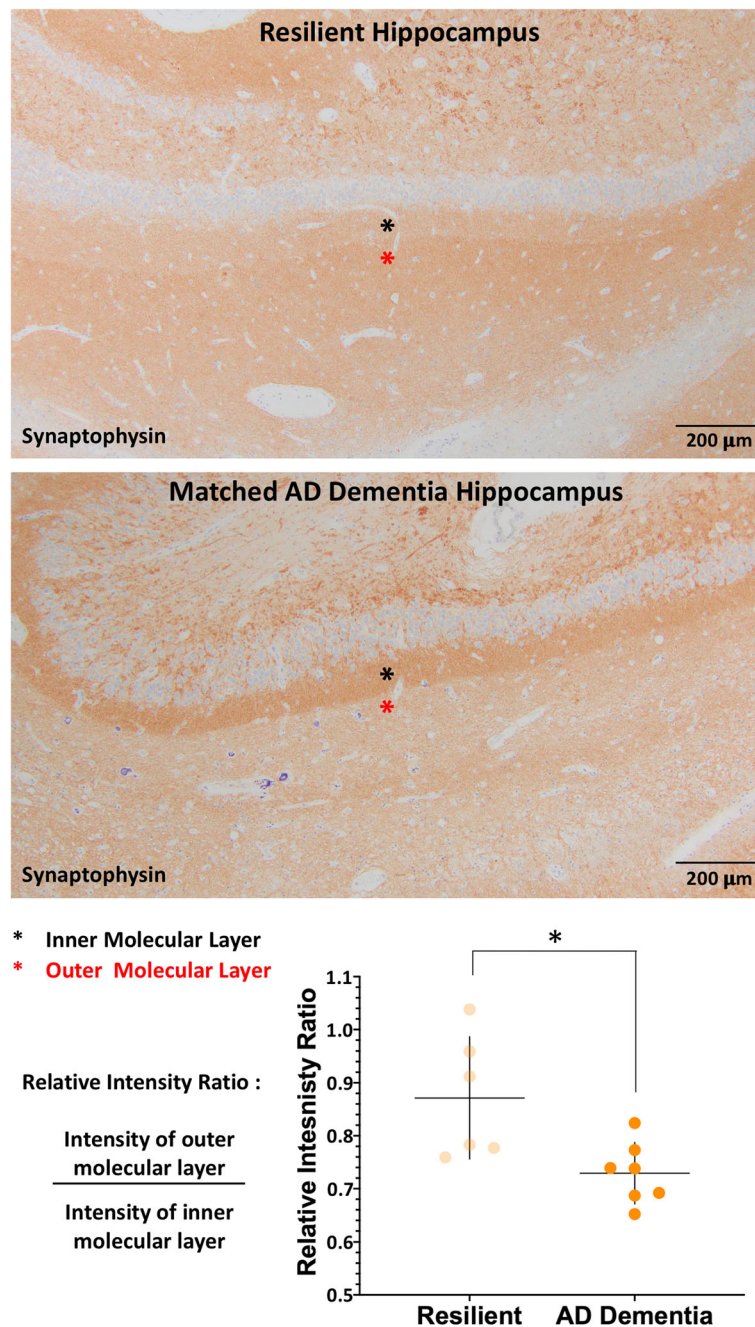 Resilient Hippocampus
*
*
Synaptophysin
200 μm
Matched AD Dementia Hippocampus
*
*
Synaptophysin
200 μm
* Inner Molecular Layer
* Outer Molecular Layer
Relative Intensity Ratio :
Intensity of outer
molecular layer
Intensity of inner
molecular layer
*
Relative Intesnisty Ratio
1.1
1.0
0.9
0.8
0.7
0.6
0.5
Resilient
AD Dementia